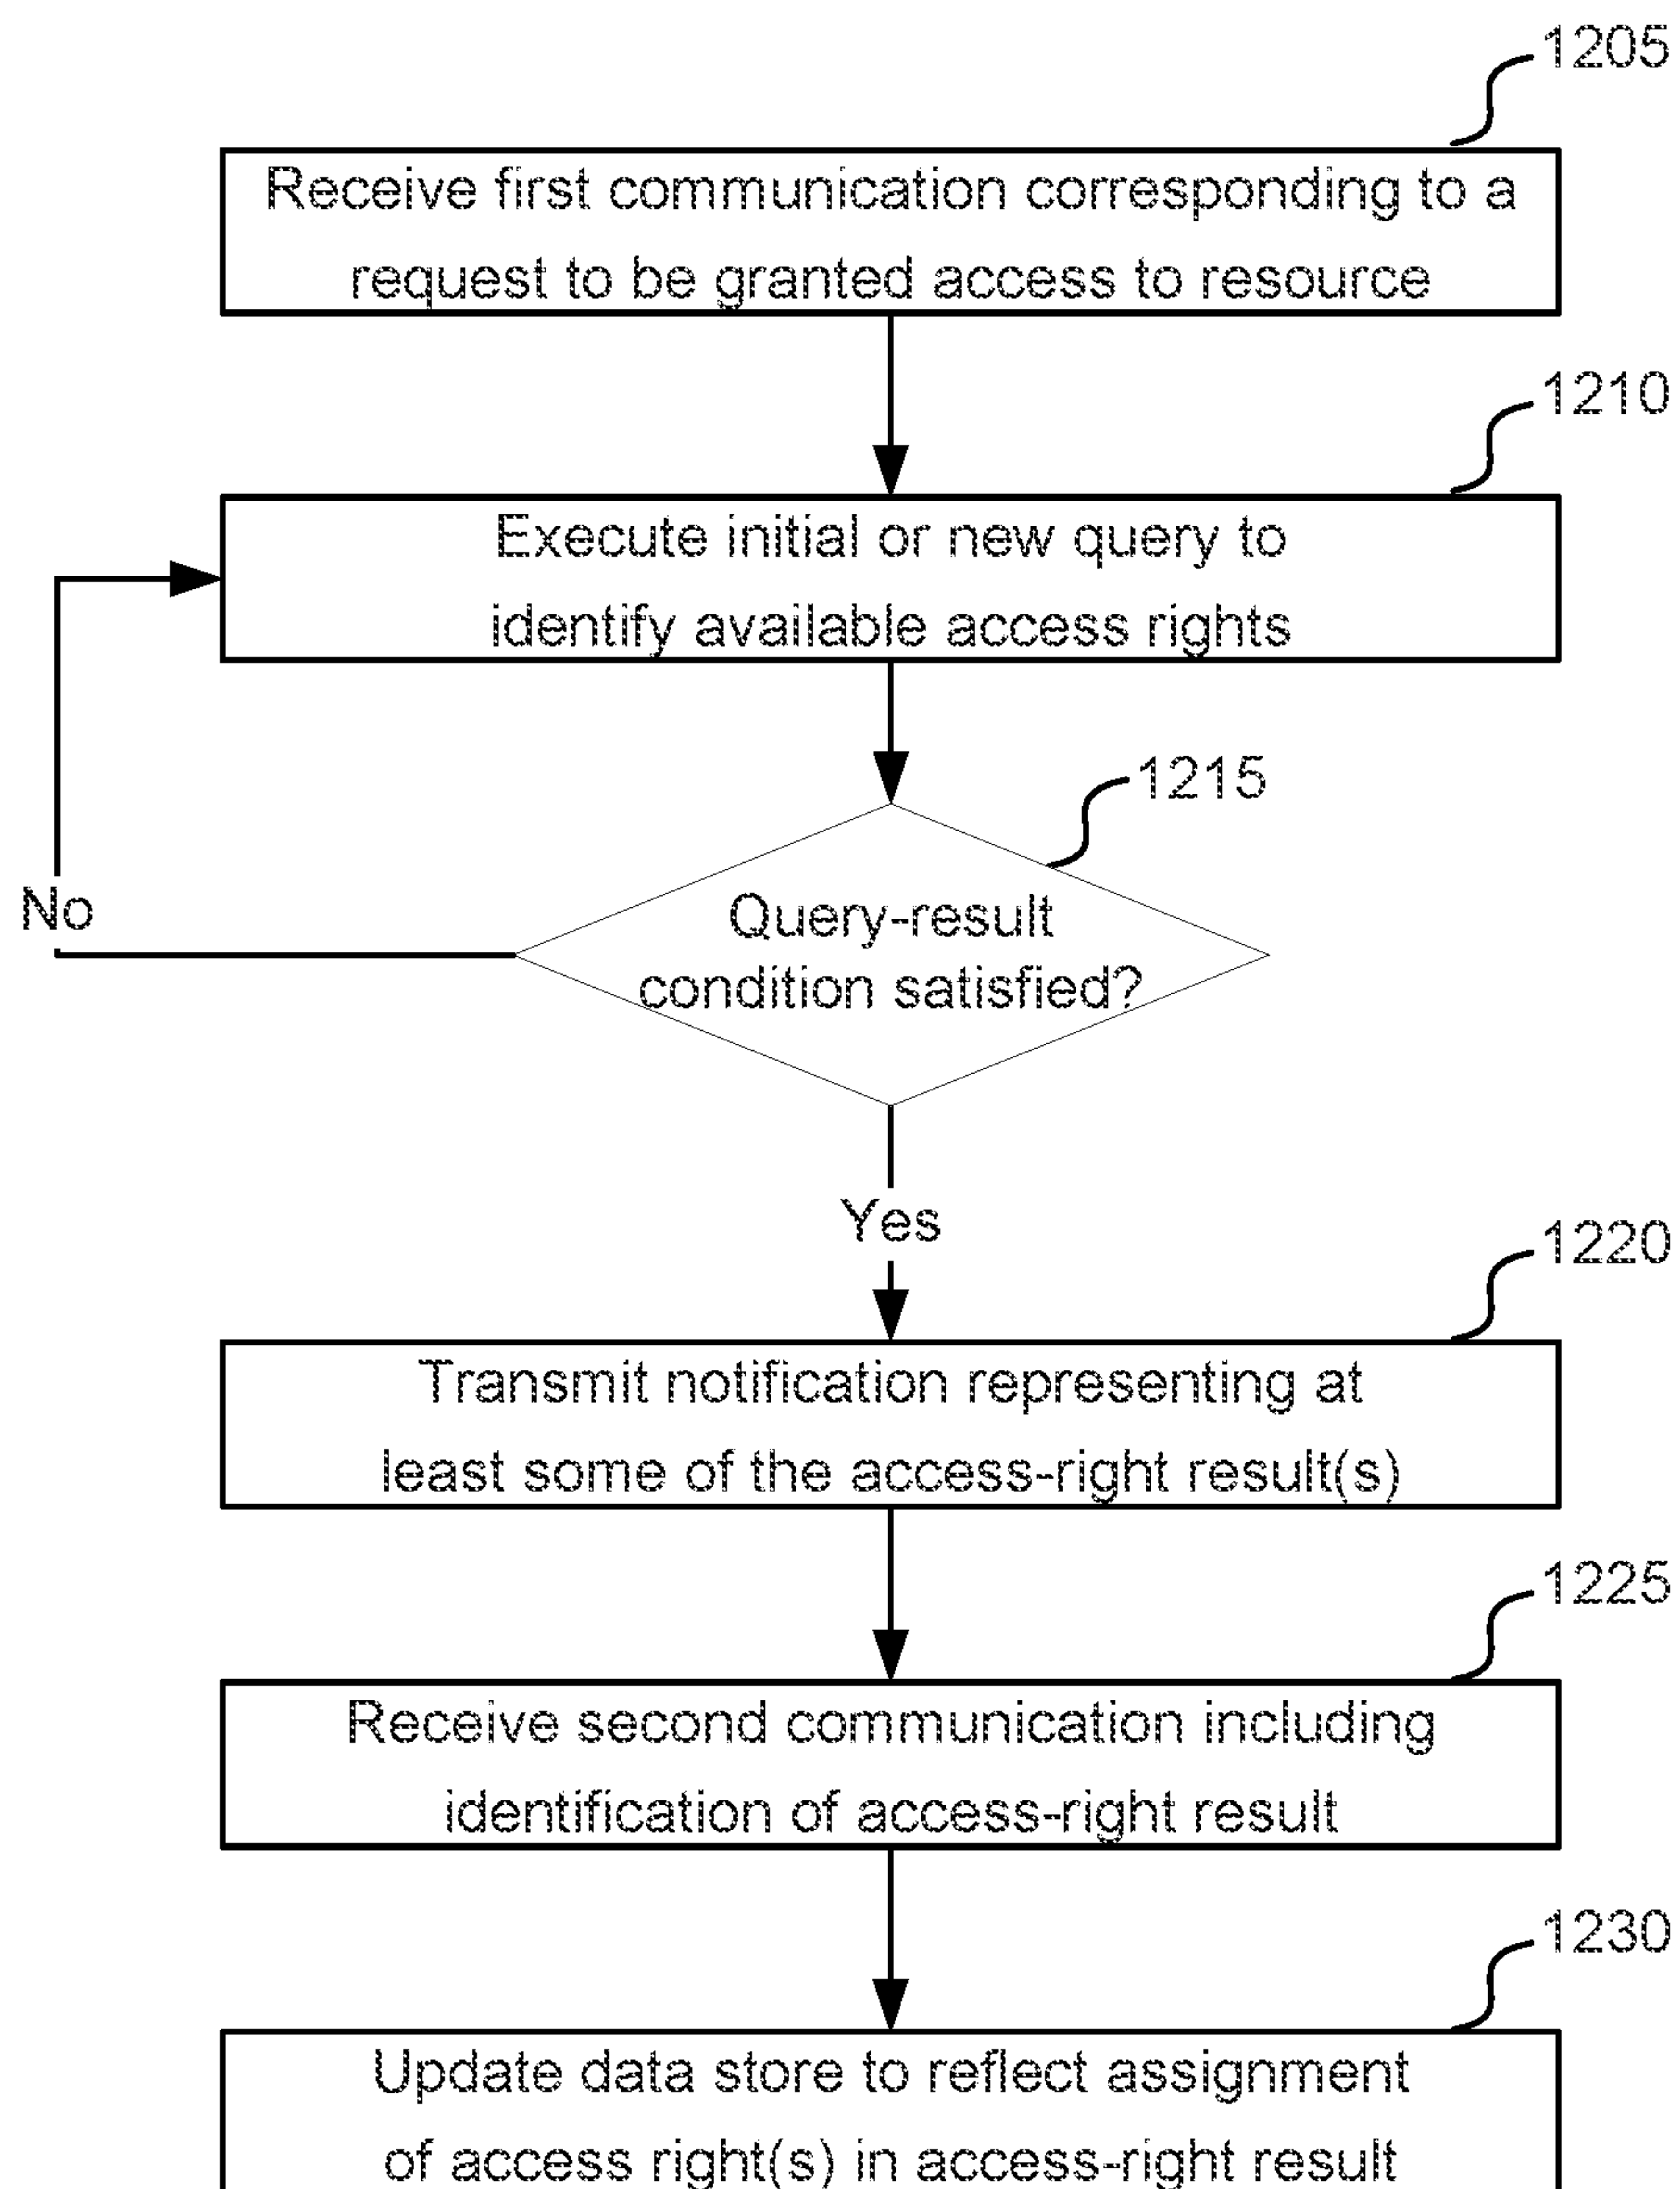 1205
Receive first communication corresponding to a
request to be granted access to resource
1210
Execute initial or new query to
identify available access rights
1215
Query-result
condition satisfied?
No
Yes
1220
Transmit notification representing at
least some of the access-right result(s)
1225
Receive second communication including
identification of access-right result
1230
Update data store to reflect assignment
of access right(s) in access-right result